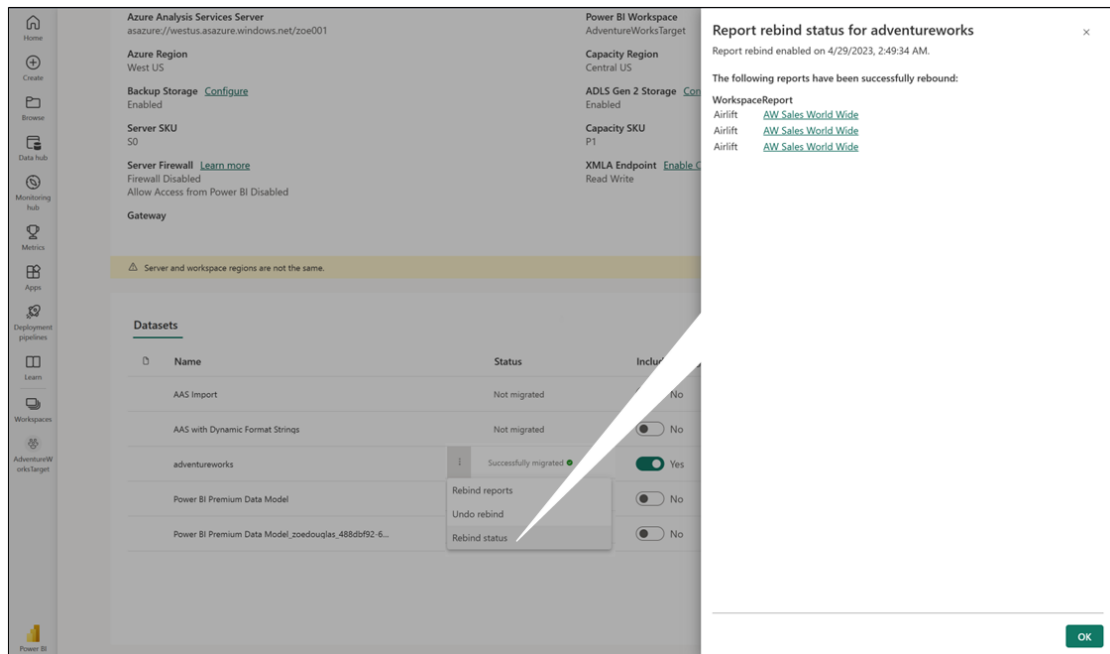 Home
Create
Browse
Data hub
Monitoring
hub
Metrics
Apps
Deployment
pipelines
Learn
Workspaces
AdventureW
orksTarget
Power BI
Azure Analysis Services Server
asazure://westus.asazure.windows.net/zoe001
Azure Region
West US
Backup Storage Configure
Enabled
Server SKU
S0
Server Firewall Learn more
Firewall Disabled
Allow Access from Power BI Disabled
Gateway
Power BI Workspace
AdventureWorksTarget
Capacity Region
Central US
ADLS Gen 2 Storage Con
Enabled
Capacity SKU
P1
XMLA Endpoint Enable C
Read Write
Server and workspace regions are not the same.
Datasets
Name Status Includ
AAS Import Not migrated No
AAS with Dynamic Format Strings Not migrated No
adventureworks Successfully migrated Yes
Power BI Premium Data Model No
Power BI Premium Data Model_zoedouglas_488dbf92-6... No
Rebind reports
Undo rebind
Rebind status
Report rebind status for adventureworks
Report rebind enabled on 4/29/2023, 2:49:34 AM.
The following reports have been successfully rebound:
WorkspaceReport
Airlift AW Sales World Wide
Airlift AW Sales World Wide
Airlift AW Sales World Wide
OK